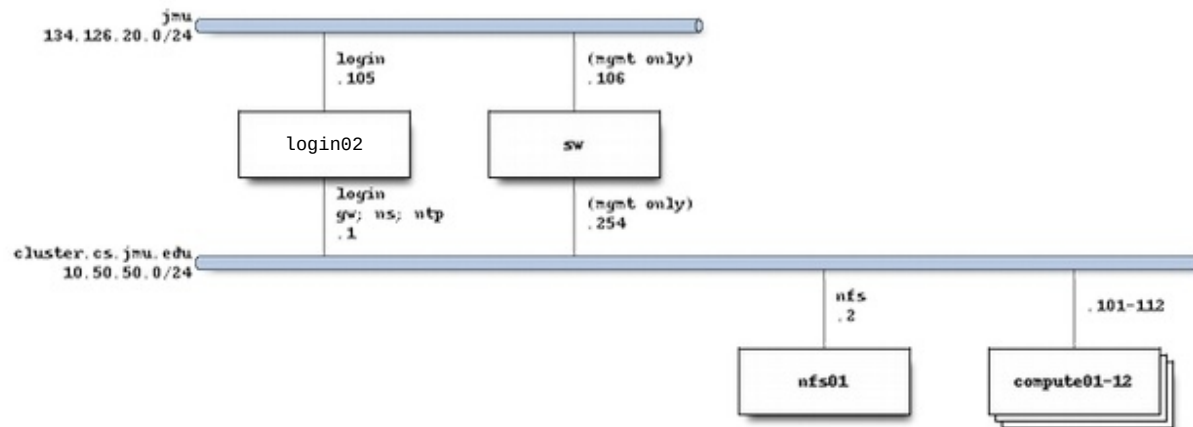 jmu
134.126.20.0/24
login
.105
(mgmt only)
.106
login02
sw
login
gw; ns; ntp
.1
(mgmt only)
.254
cluster.cs.jmu.edu
10.50.50.0/24
nfs
.2
.101-112
nfs01
compute01-12